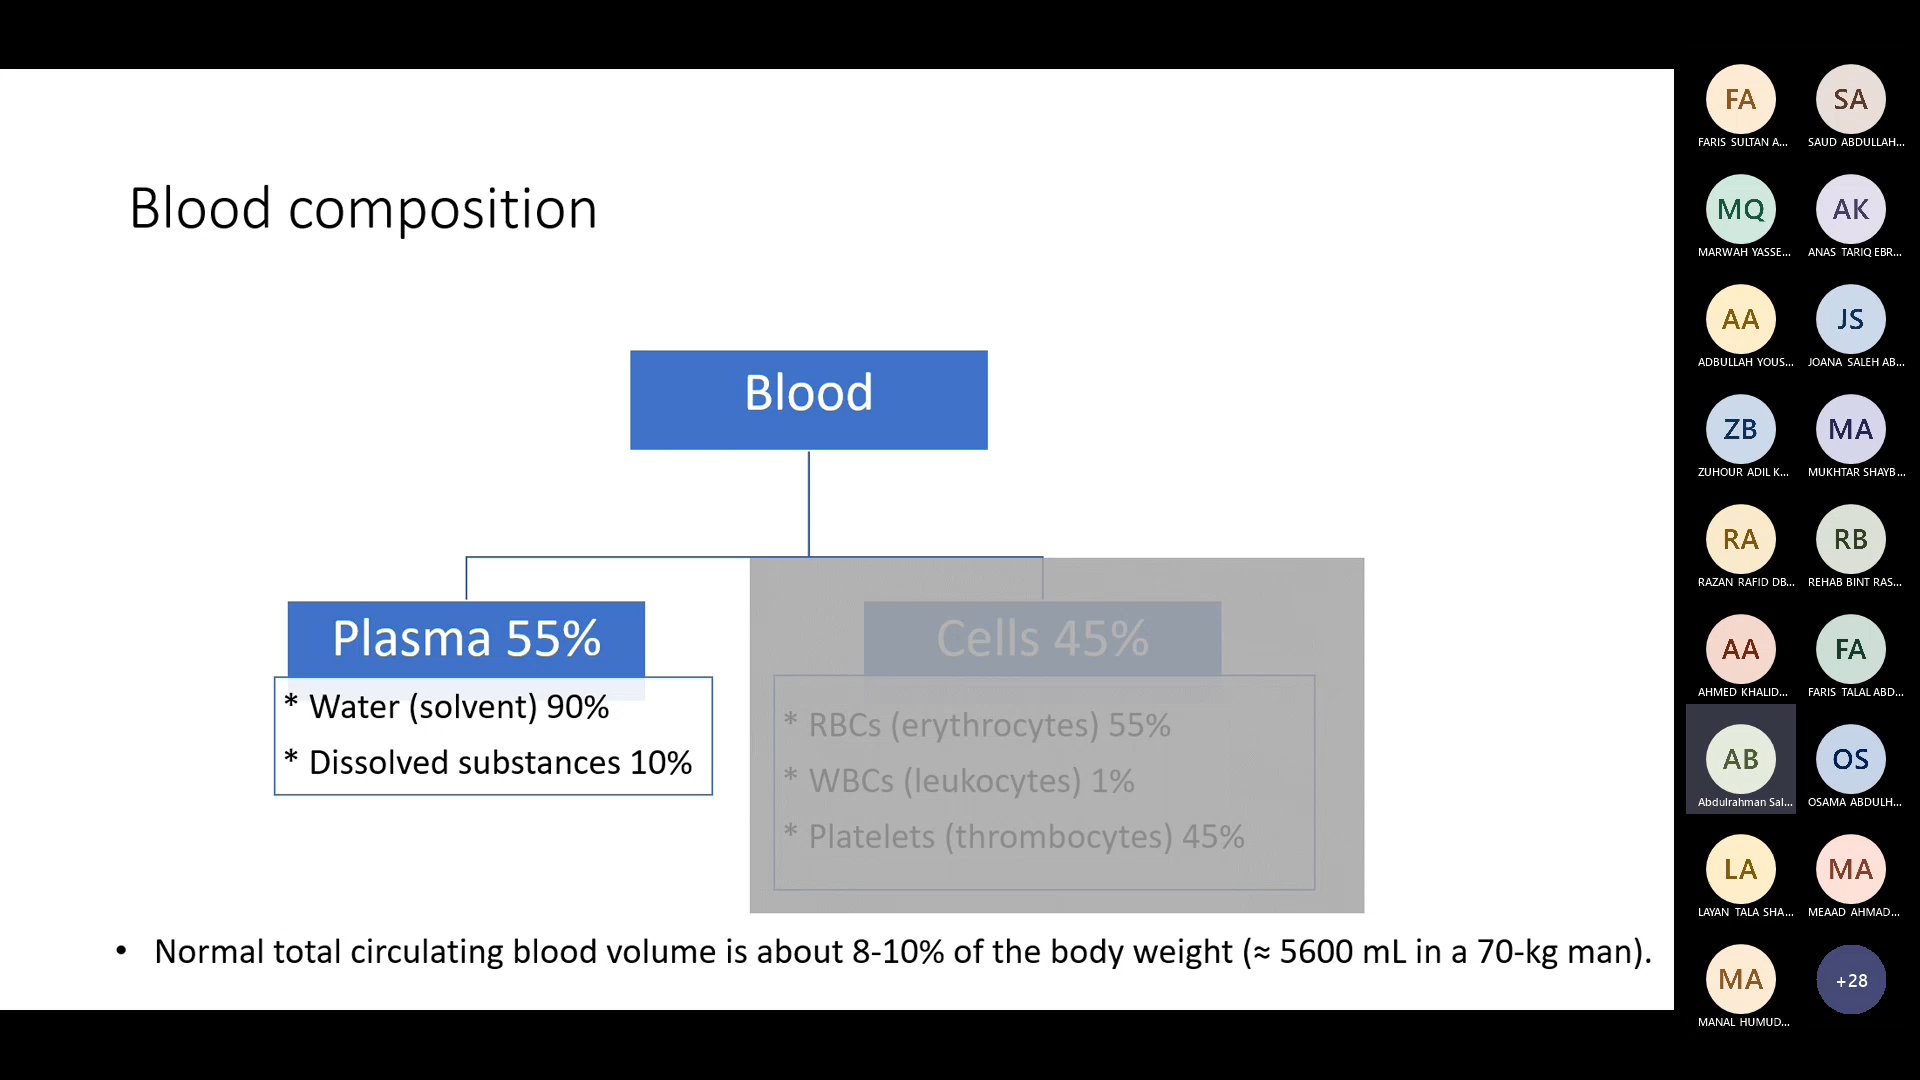 Blood composition
Blood
Plasma 55%
* Water (solvent) 90%
* Dissolved substances 10%
Cells 45%
* RBCs (erythrocytes) 55%
* WBCs (leukocytes) 1%
* Platelets (thrombocytes) 45%
• Normal total circulating blood volume is about 8-10% of the body weight (≈ 5600 mL in a 70-kg man).
FA SA
FARIS SULTAN A... SAUD ABDULLAH...
MQ AK
MARWAH YASSE... ANAS TARIQ EBR...
AA JS
ADBULLAH YOUS... JOANA SALEH AB...
ZB MA
ZUHOUR ADIL K... MUKHTAR SHAYB...
RA RB
RAZAN RAFID DB... REHAB BINT RAS...
AA FA
AHMED KHALID... FARIS TALAL ABD...
AB OS
Abdulrahman Sal... OSAMA ABDULH...
LA MA
LAYAN TALA SHA... MEAAD AHMAD...
MA +28
MANAL HUMUD...